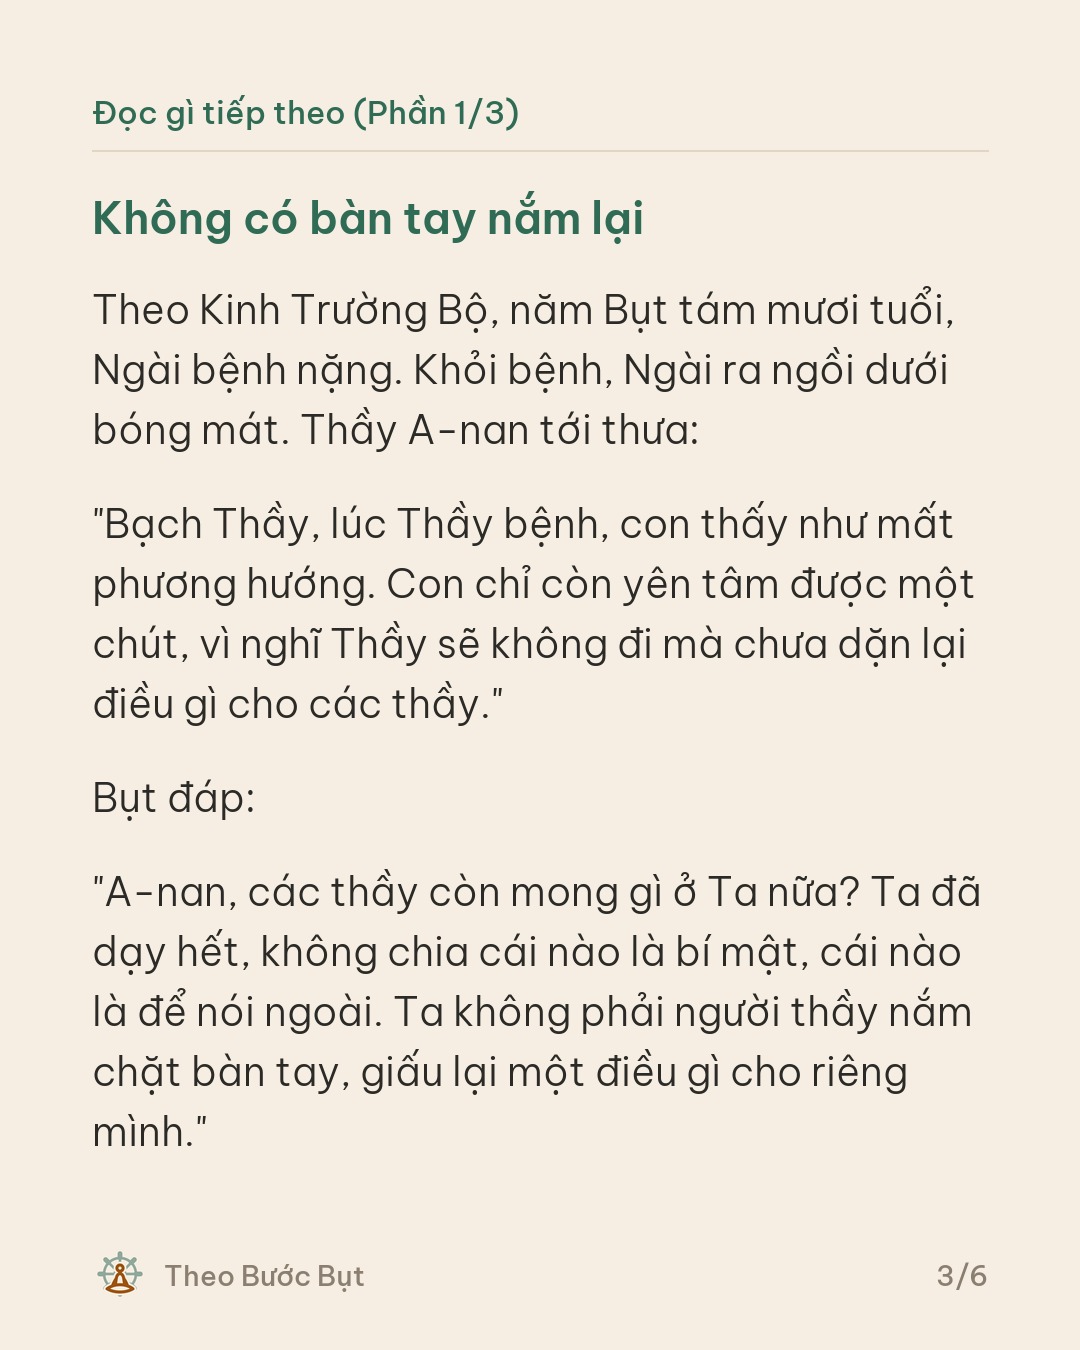 Đọc gì tiếp theo (Phần 1/3)
Không có bàn tay nắm lại
Theo Kinh Trường Bộ, năm Bụt tám mươi tuổi,
Ngài bệnh nặng. Khỏi bệnh, Ngài ra ngồi dưới
bóng mát. Thầy A-nan tới thưa:
"Bạch Thầy, lúc Thầy bệnh, con thấy như mất
phương hướng. Con chỉ còn yên tâm được một
chút, vì nghĩ Thầy sẽ không đi mà chưa dặn lại
điều gì cho các thầy."
Bụt đáp:
"A-nan, các thầy còn mong gì ở Ta nữa? Ta đã
dạy hết, không chia cái nào là bí mật, cái nào
là để nói ngoài. Ta không phải người thầy nắm
chặt bàn tay, giấu lại một điều gì cho riêng
mình."
Theo Bước Bụt
3/6